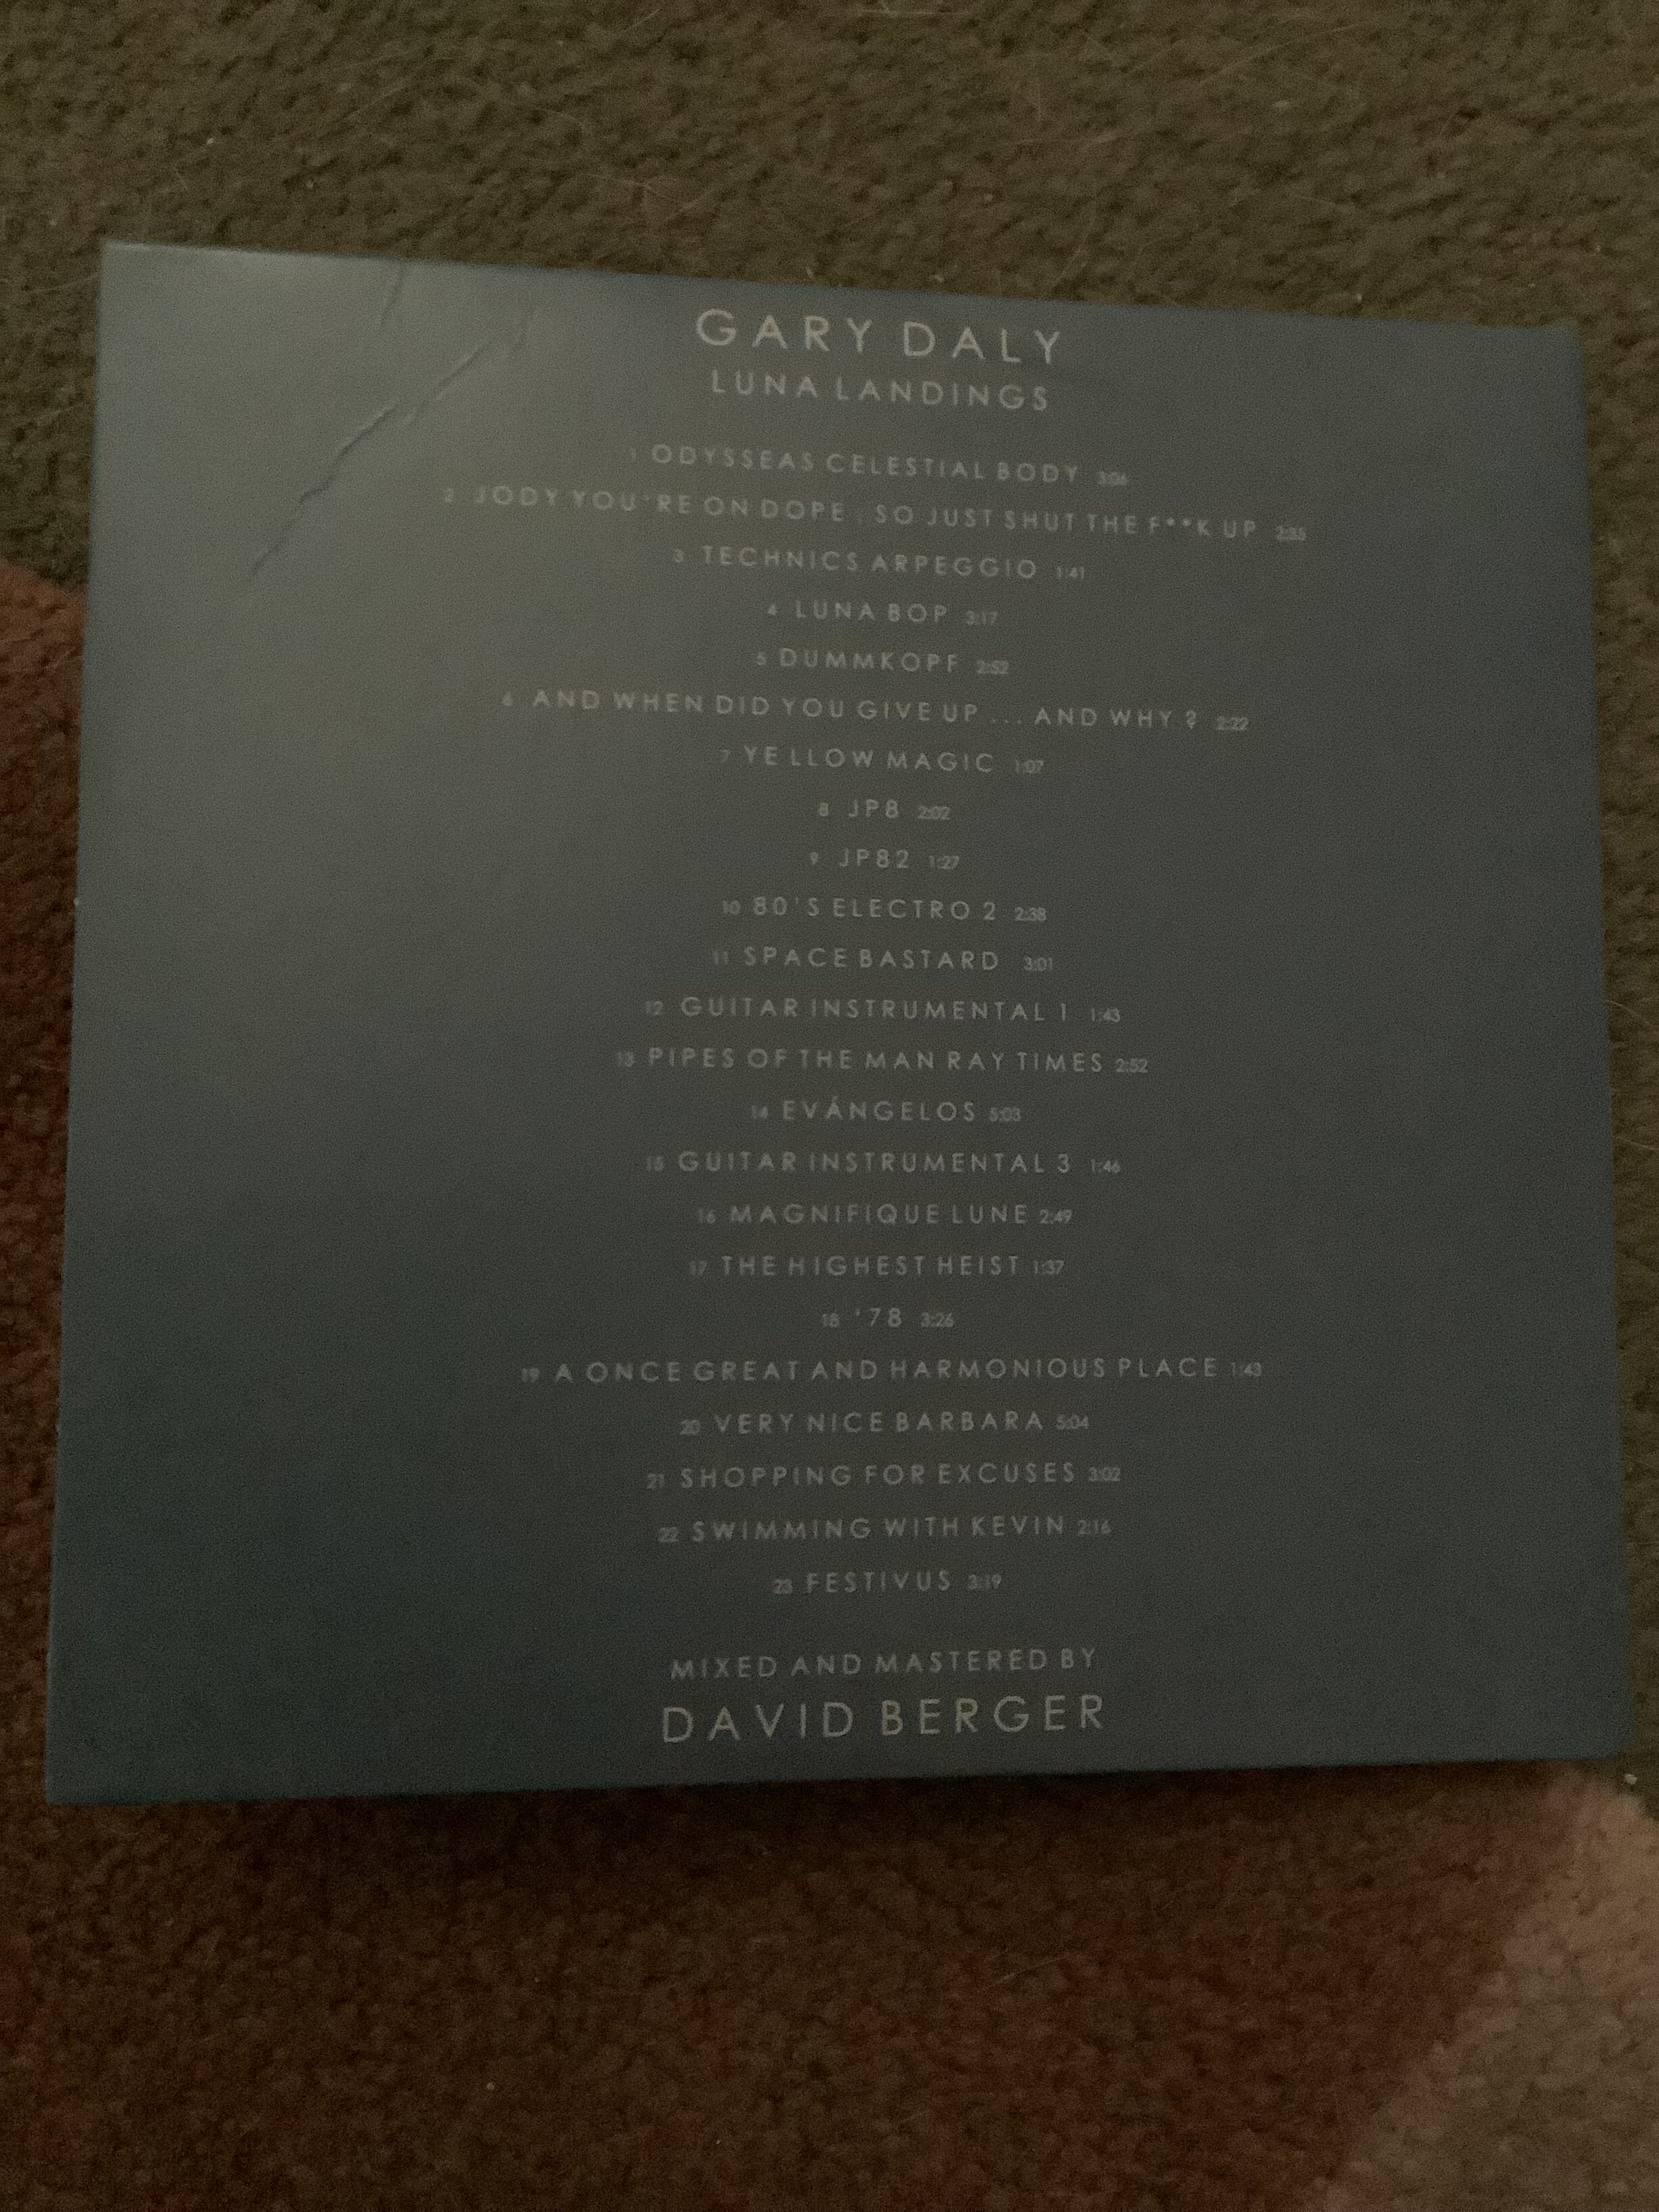 GARY DALY
LUNA LANDINGS
1 ODYSSEAS CELESTIAL BODY 3:04
2 JODY YOU'RE ON DOPE , SO JUST SHUT THE F**K UP 2:35
3 TECHNICS ARPEGGIO 1:41
4 LUNA BOP 3:17
5 DUMMKOPF 2:52
6 AND WHEN DID YOU GIVE UP ... AND WHY ? 2:22
7 YELLOW MAGIC 1:07
8 JP8 2:02
9 JP82 1:27
10 80'S ELECTRO 2 2:38
11 SPACE BASTARD 3:01
12 GUITAR INSTRUMENTAL 1 1:43
13 PIPES OF THE MAN RAY TIMES 2:52
14 EVÁNGELOS 5:03
15 GUITAR INSTRUMENTAL 3 1:46
16 MAGNIFIQUE LUNE 2:49
17 THE HIGHEST HEIST 1:37
18 '78 3:26
19 A ONCE GREAT AND HARMONIOUS PLACE 1:43
20 VERY NICE BARBARA 5:04
21 SHOPPING FOR EXCUSES 3:02
22 SWIMMING WITH KEVIN 2:16
23 FESTIVUS 3:19
MIXED AND MASTERED BY
DAVID BERGER